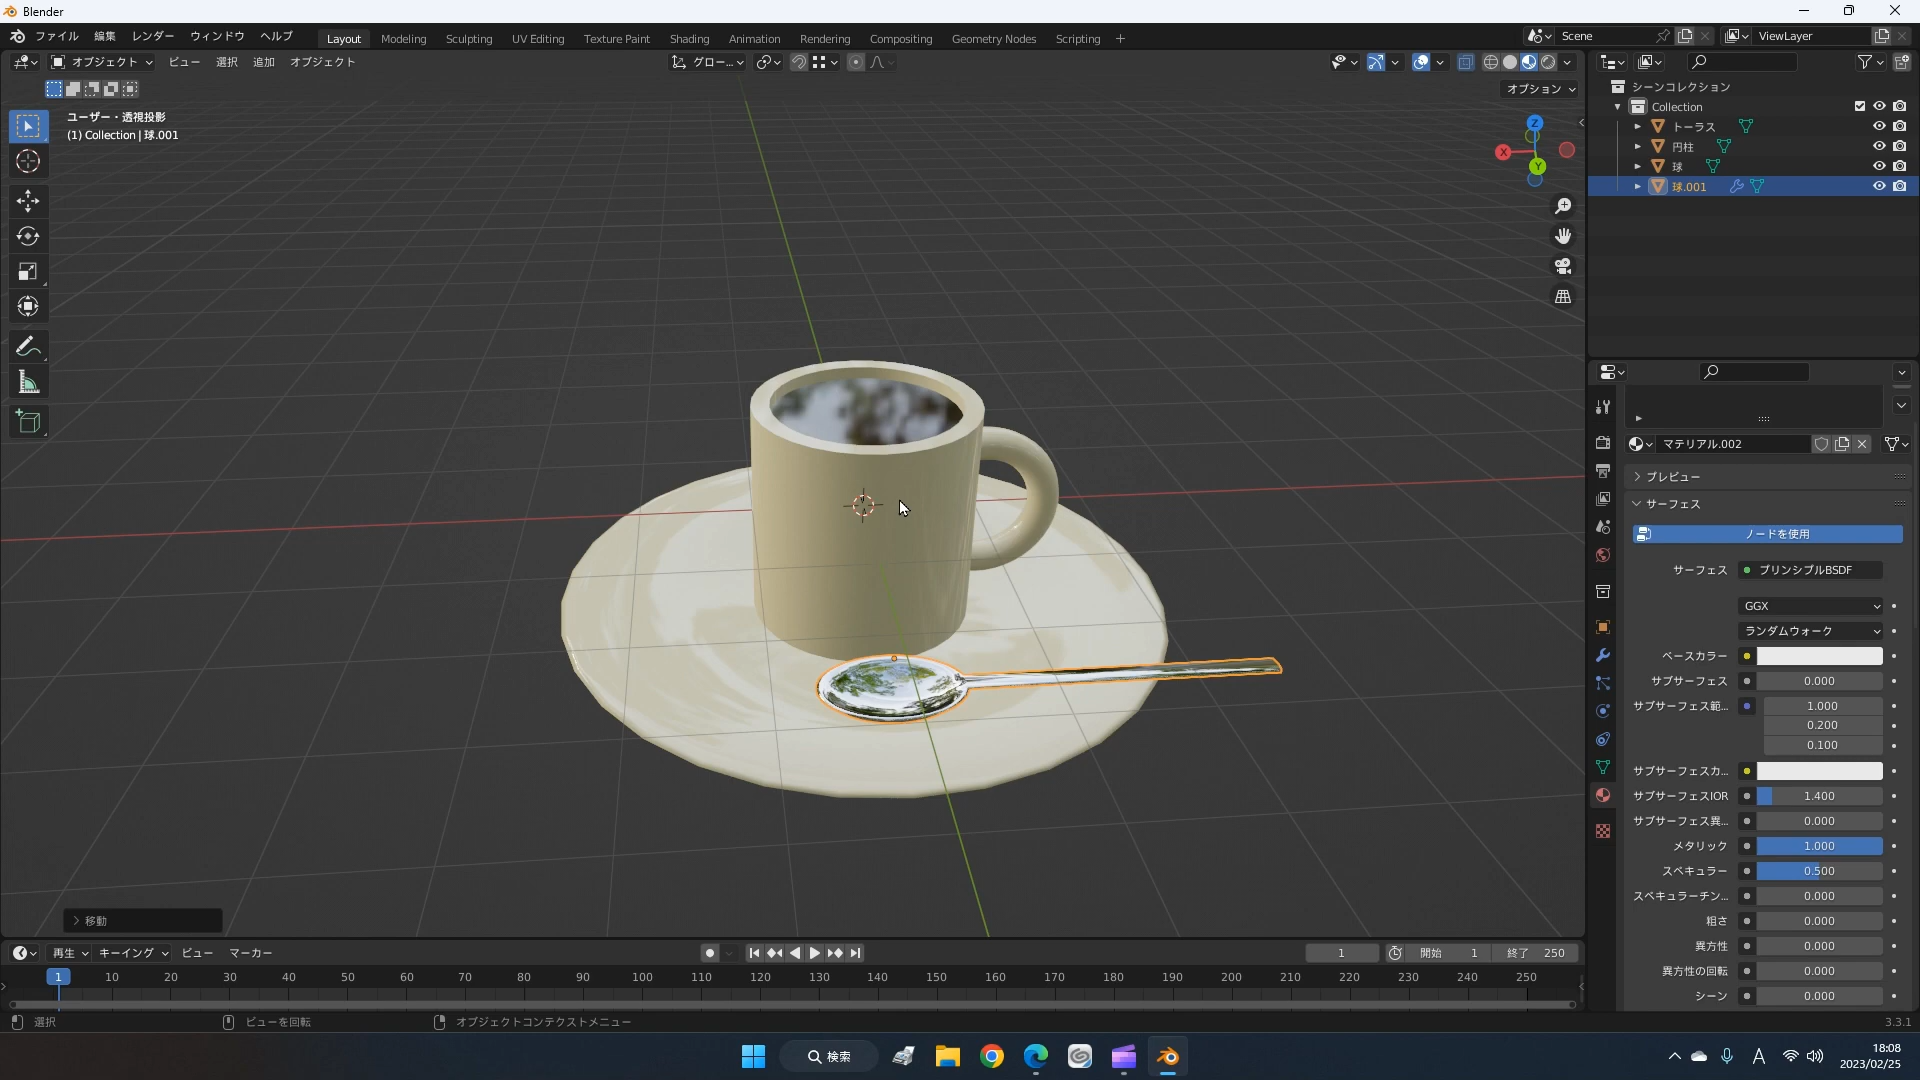 Blender
ファイル 編集 レンダー ウィンドウ ヘルプ Layout Modeling Sculpting UV Editing Texture Paint Shading Animation Rendering Compositing Geometry Nodes Scripting + Scene ViewLayer
オブジェクト ビュー 選択 追加 オブジェクト グロー...
オプション
ユーザー・透視投影
(1) Collection | 球.001
Z
X
Y
シーンコレクション
Collection
トーラス
円柱
球
球.001
マテリアル.002
プレビュー
サーフェス
ノードを使用
サーフェス プリンシプルBSDF
GGX
ランダムウォーク
ベースカラー
サブサーフェス 0.000
サブサーフェス範... 1.000
0.200
0.100
サブサーフェスカ...
サブサーフェスIOR 1.400
サブサーフェス異... 0.000
メタリック 1.000
スペキュラー 0.500
スペキュラーチン... 0.000
粗さ 0.000
異方性 0.000
異方性の回転 0.000
シーン 0.000
移動
再生 キーイング ビュー マーカー 1 開始 1 終了 250
1 10 20 30 40 50 60 70 80 90 100 110 120 130 140 150 160 170 180 190 200 210 220 230 240 250
選択 ビューを回転 オブジェクトコンテクストメニュー 3.3.1
検索 A 18:08
2023/02/25